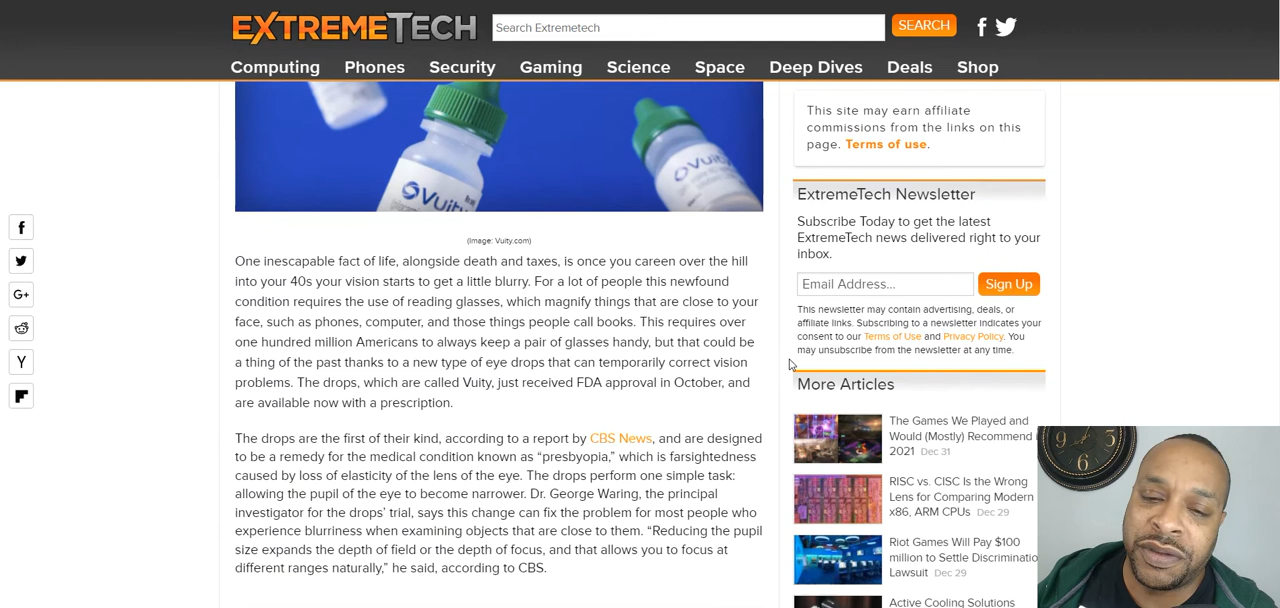 EXTREMETECH
Search Extremetech
SEARCH
Computing Phones Security Gaming Science Space Deep Dives Deals Shop
Vuity
Vuity
(Image: Vuity.com)
One inescapable fact of life, alongside death and taxes, is once you careen over the hill
into your 40s your vision starts to get a little blurry. For a lot of people this newfound
condition requires the use of reading glasses, which magnify things that are close to your
face, such as phones, computer, and those things people call books. This requires over
one hundred million Americans to always keep a pair of glasses handy, but that could be
a thing of the past thanks to a new type of eye drops that can temporarily correct vision
problems. The drops, which are called Vuity, just received FDA approval in October, and
are available now with a prescription.
The drops are the first of their kind, according to a report by CBS News, and are designed
to be a remedy for the medical condition known as “presbyopia,” which is farsightedness
caused by loss of elasticity of the lens of the eye. The drops perform one simple task:
allowing the pupil of the eye to become narrower. Dr. George Waring, the principal
investigator for the drops’ trial, says this change can fix the problem for most people who
experience blurriness when examining objects that are close to them. “Reducing the pupil
size expands the depth of field or the depth of focus, and that allows you to focus at
different ranges naturally,” he said, according to CBS.
This site may earn affiliate
commissions from the links on this
page. Terms of use.
ExtremeTech Newsletter
Subscribe Today to get the latest
ExtremeTech news delivered right to your
inbox.
Email Address...
Sign Up
This newsletter may contain advertising, deals, or
affiliate links. Subscribing to a newsletter indicates your
consent to our Terms of Use and Privacy Policy. You
may unsubscribe from the newsletter at any time.
More Articles
The Games We Played and
Would (Mostly) Recommend
2021 Dec 31
RISC vs. CISC Is the Wrong
Lens for Comparing Modern
x86, ARM CPUs Dec 29
Riot Games Will Pay $100
million to Settle Discriminatio
Lawsuit Dec 29
Active Cooling Solutions
G+
Y
9 3 6